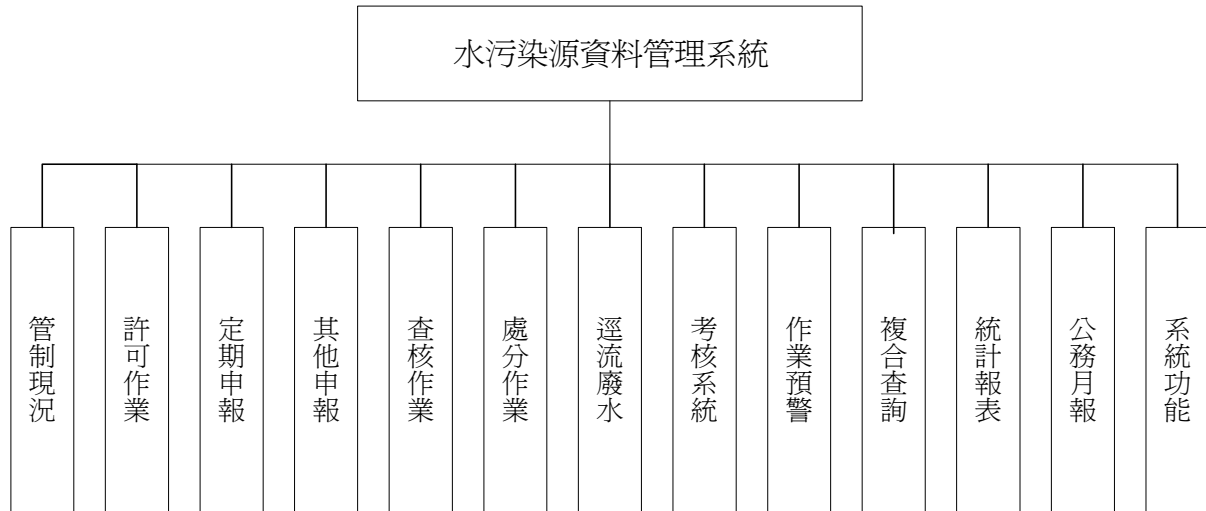 水污染源資料管理系統
管制現況
許可作業
定期申報
其他申報
查核作業
處分作業
逕流廢水
考核系統
作業預警
複合查詢
統計報表
公務月報
系統功能